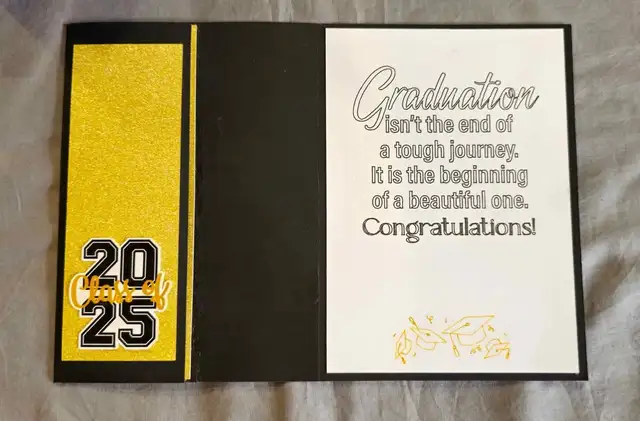 20
Class of
25
Graduation
isn't the end of
a tough journey.
It is the beginning
of a beautiful one.
Congratulations!